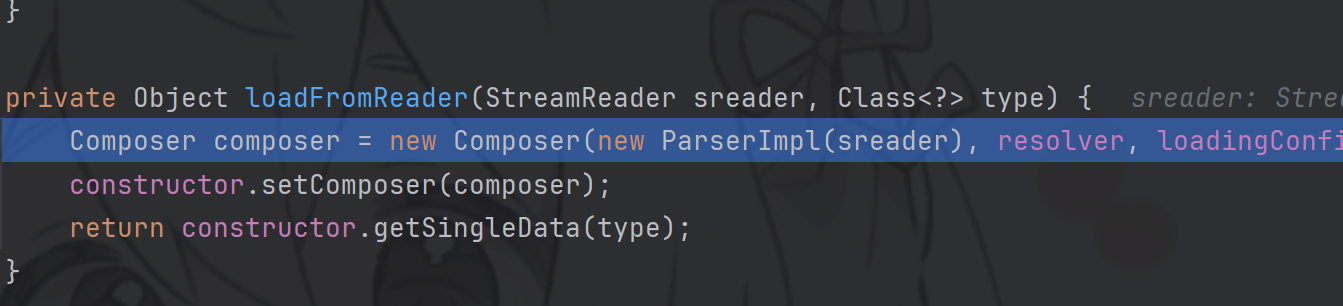 }
private Object loadFromReader(StreamReader sreader, Class<?> type) {   sreader: Stre
    Composer composer = new Composer(new ParserImpl(sreader), resolver, loadingConfi
    constructor.setComposer(composer);
    return constructor.getSingleData(type);
}